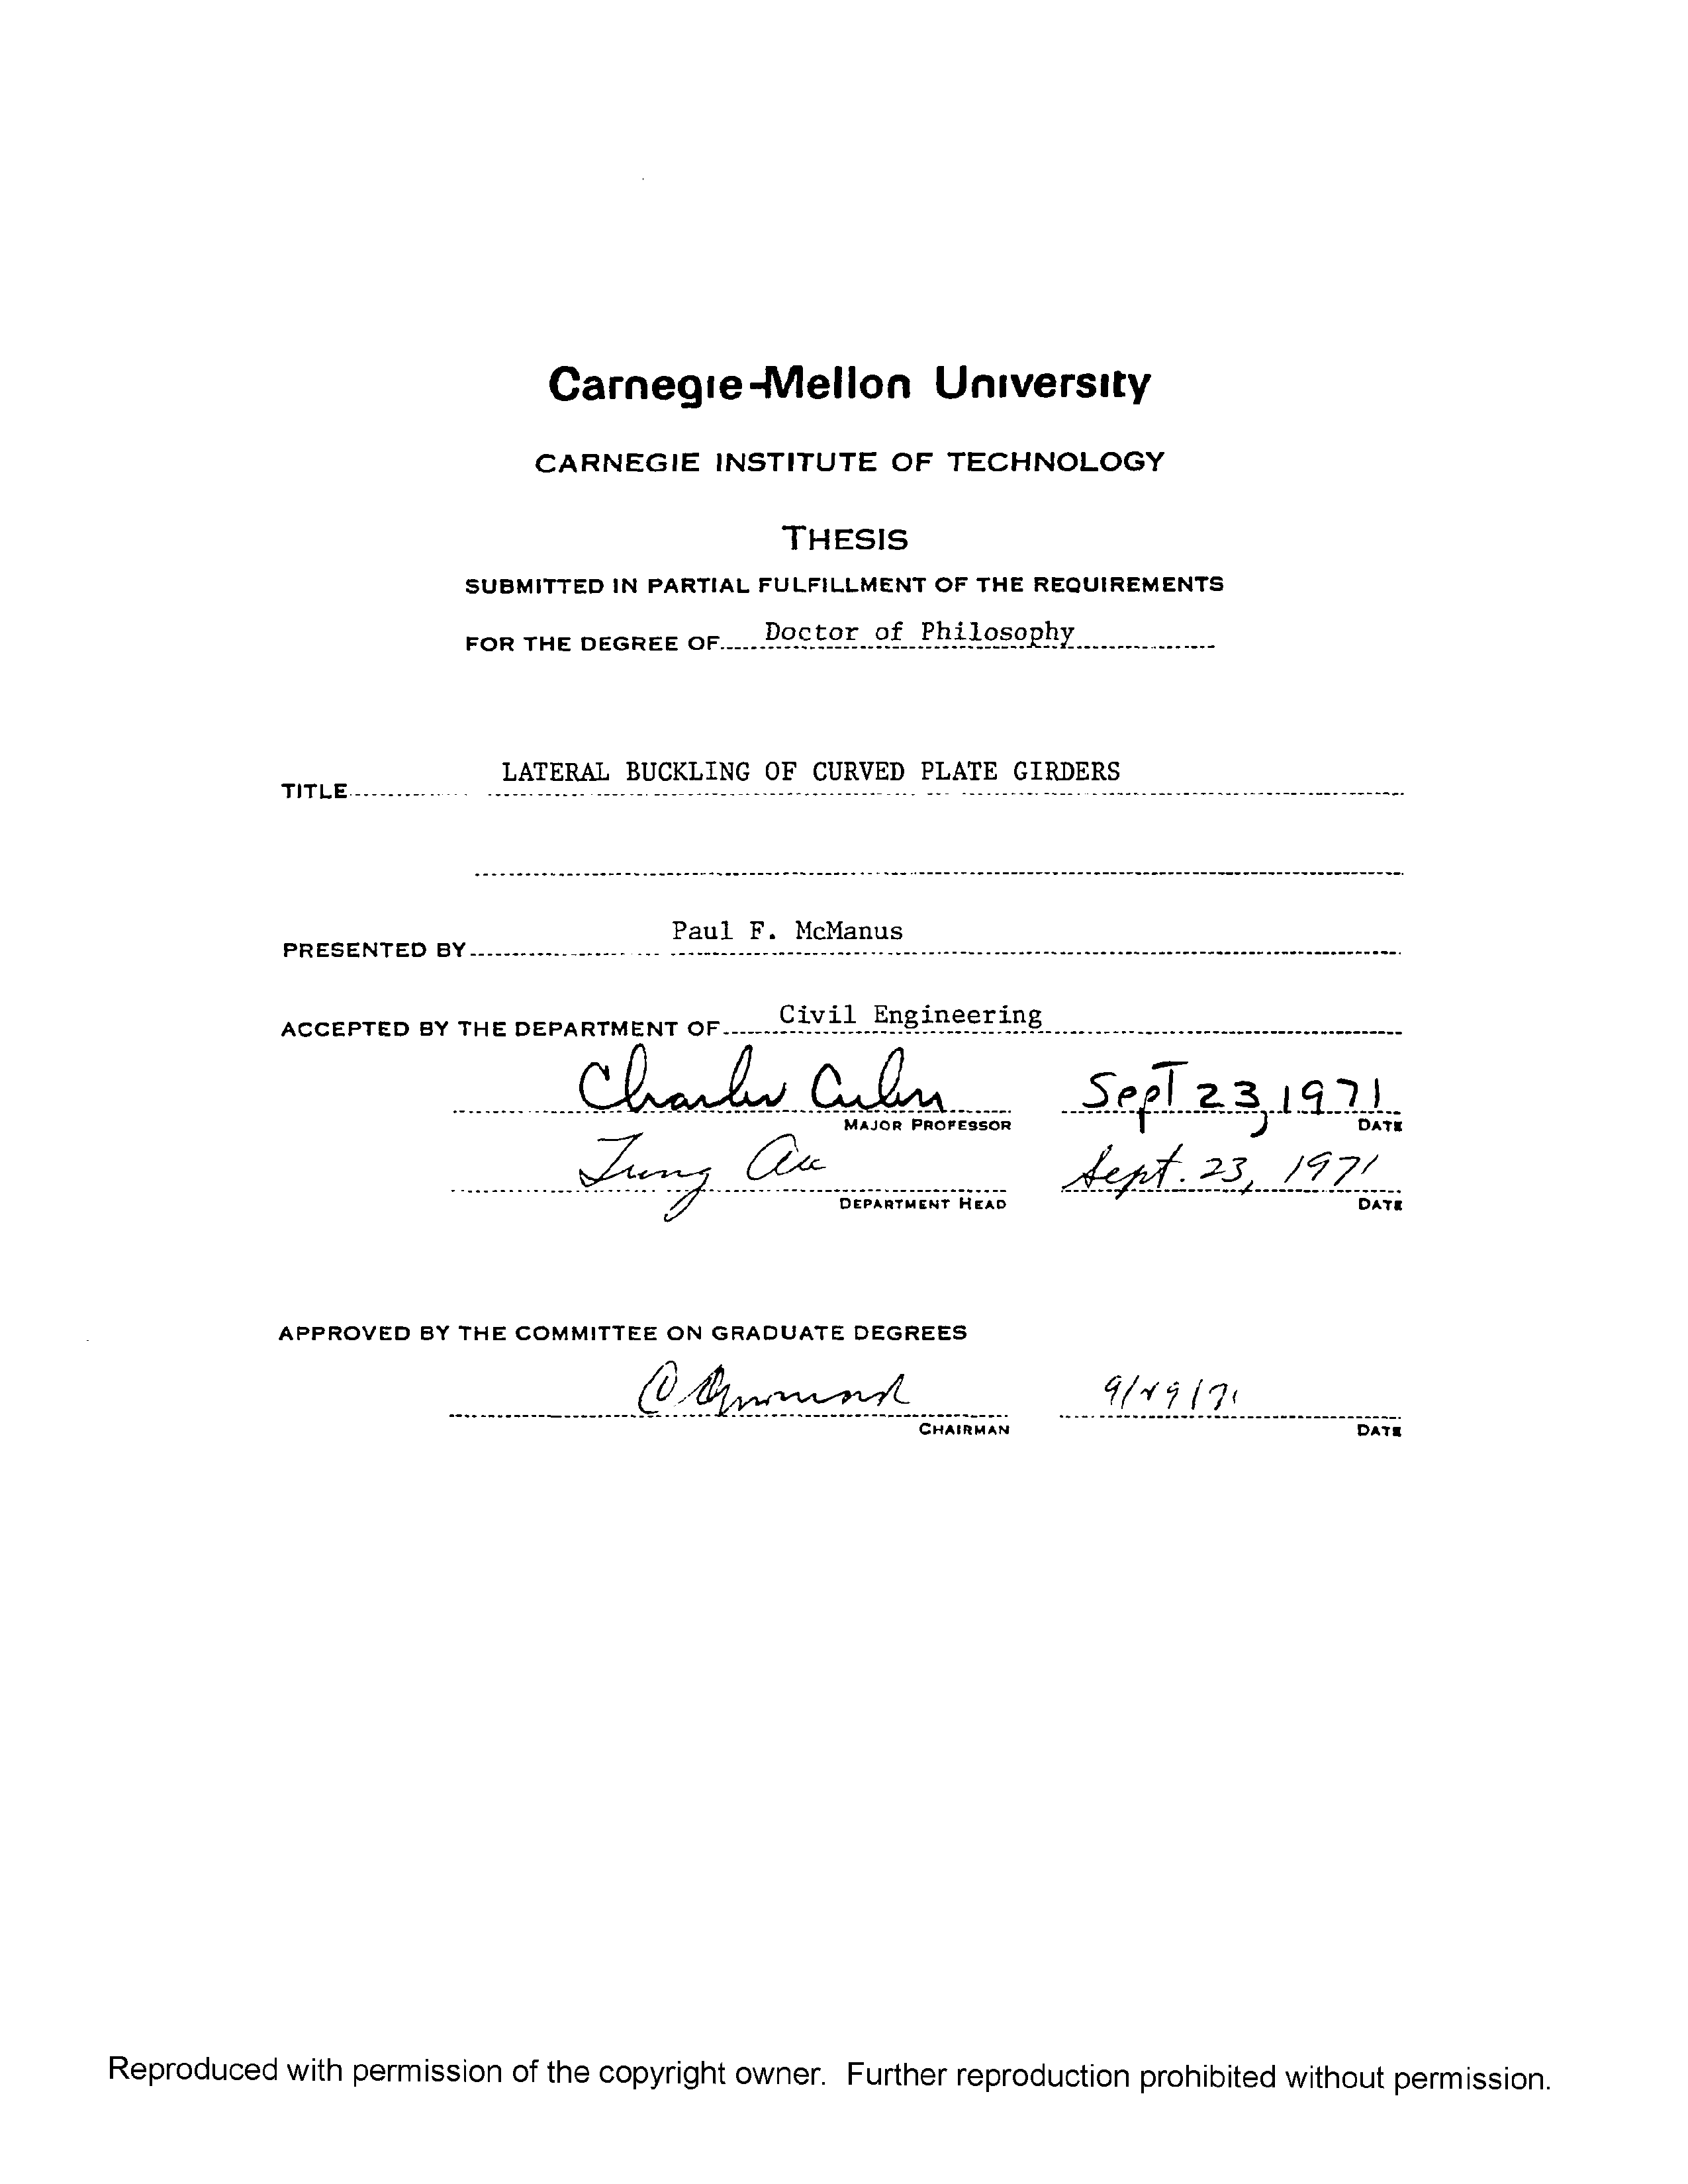 Carnegie-Mellon University
CARNEGIE INSTITUTE OF TECHNOLOGY
THESIS
SUBMITTED IN PARTIAL FULFILLMENT OF THE REQUIREMENTS
FOR THE DEGREE OF Doctor of Philosophy
TITLE LATERAL BUCKLING OF CURVED PLATE GIRDERS
PRESENTED BY Paul F. McManus
ACCEPTED BY THE DEPARTMENT OF Civil Engineering
Charles Sept 23, 1971
MAJOR PROFESSOR DATE
Tung Au Sept. 23, 1971
DEPARTMENT HEAD DATE
APPROVED BY THE COMMITTEE ON GRADUATE DEGREES
9/29/71
CHAIRMAN DATE
Reproduced with permission of the copyright owner. Further reproduction prohibited without permission.